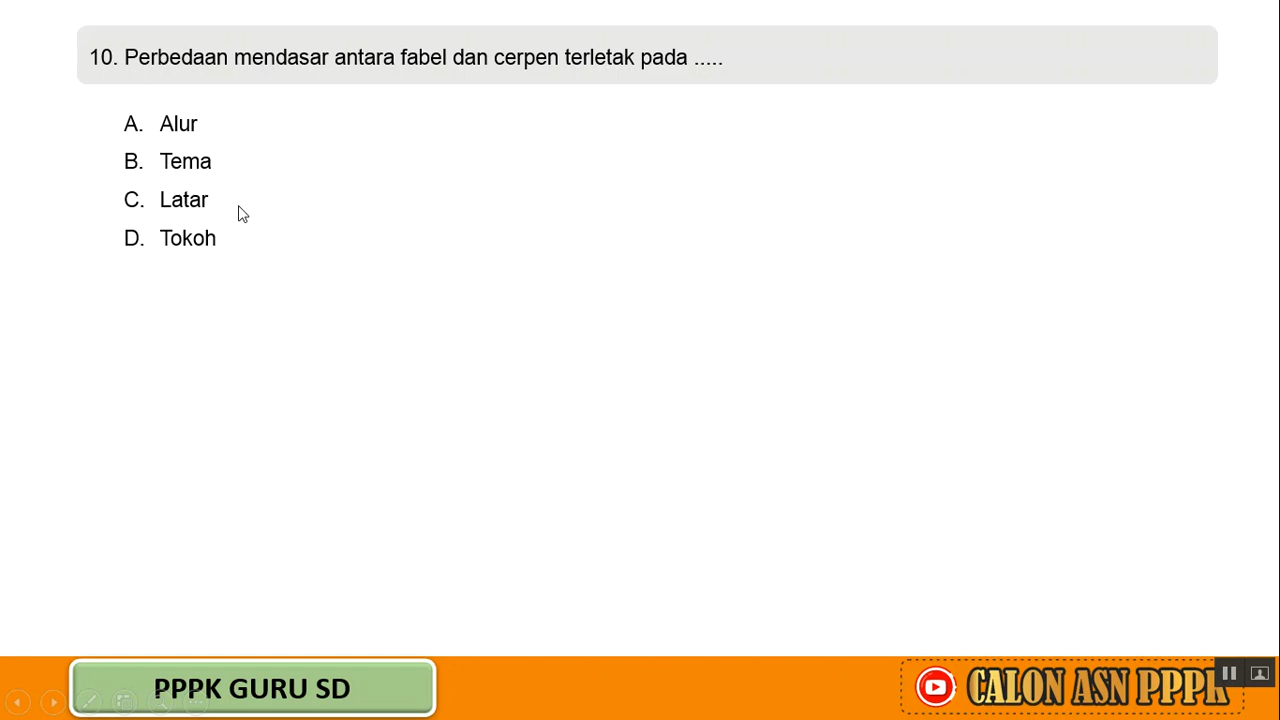 10. Perbedaan mendasar antara fabel dan cerpen terletak pada .....
A. Alur
B. Tema
C. Latar
D. Tokoh
PPPK GURU SD
CALON ASN PPPK